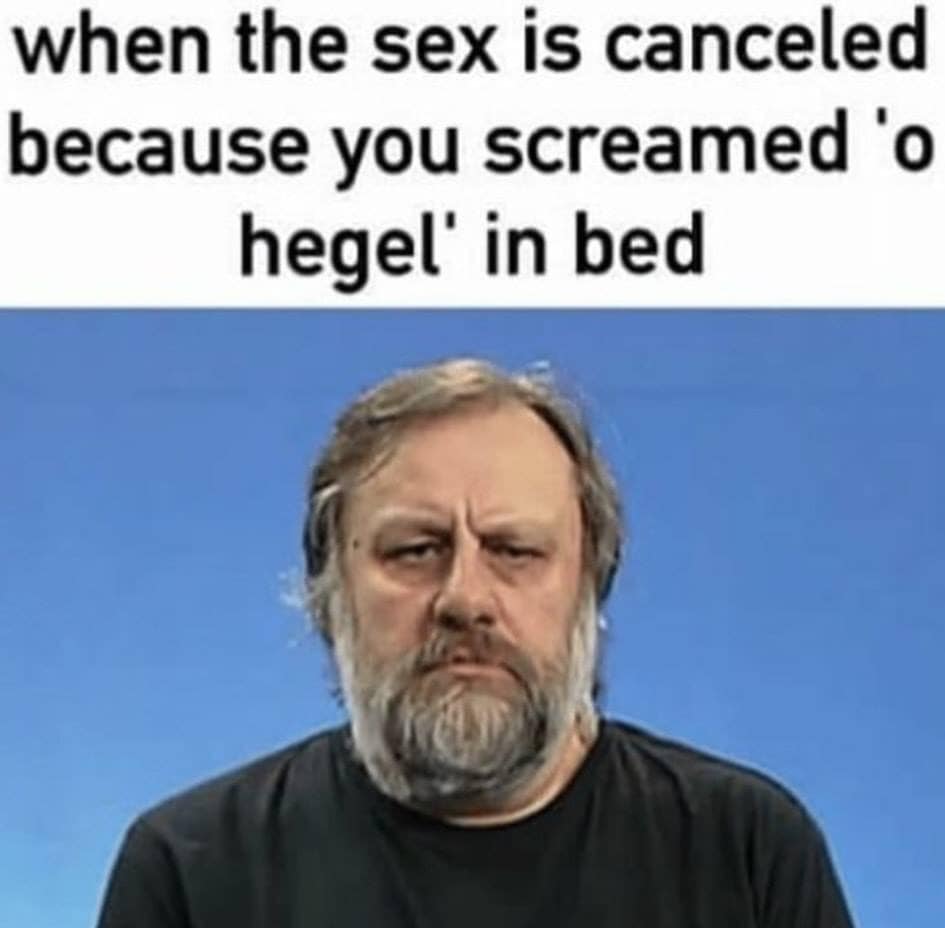 when the sex is canceled
because you screamed 'o
hegel' in bed